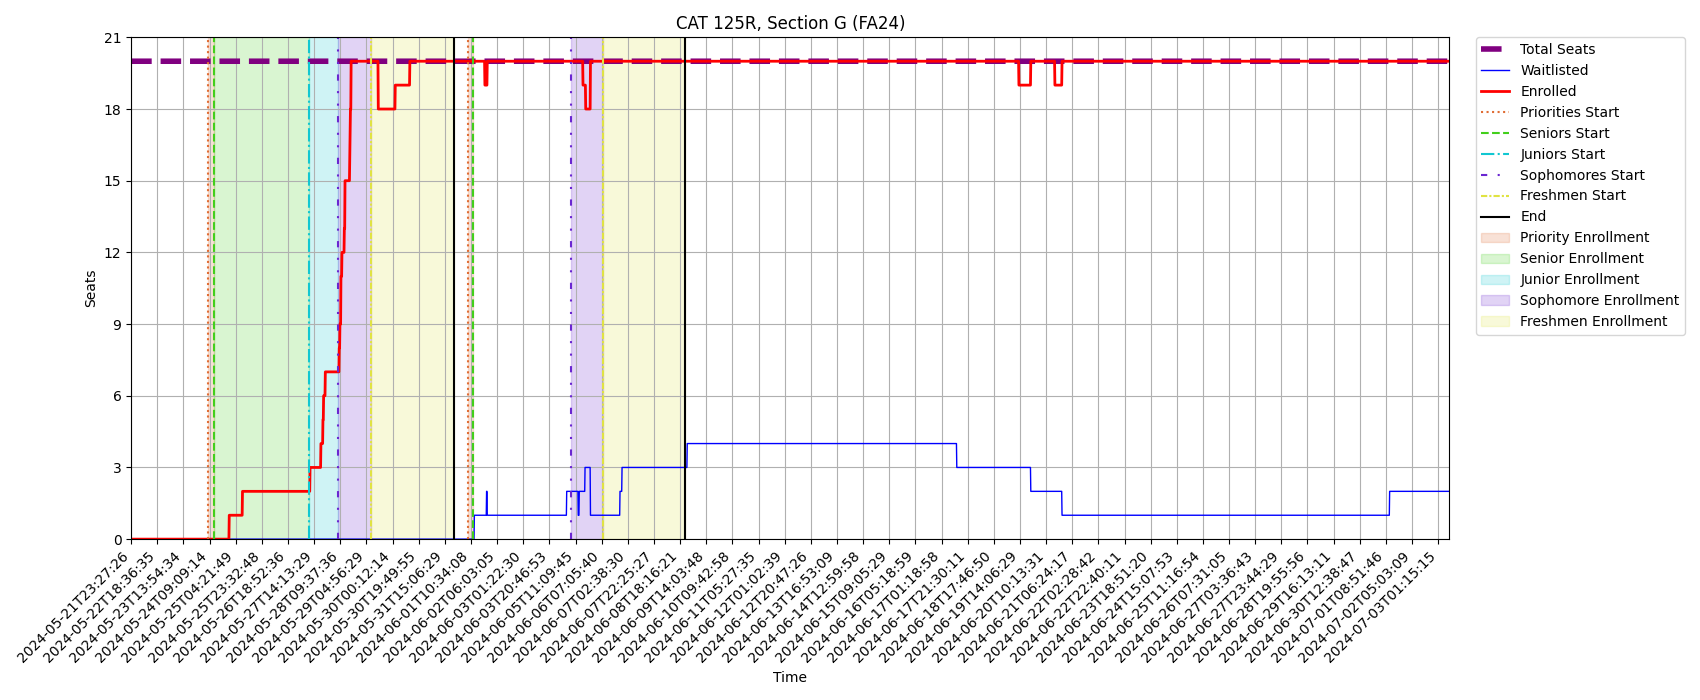 CAT 125R, Section G (FA24)
21
18
15
12
9
6
3
0
Seats
2024-05-21T23:27:26
2024-05-22T18:36:35
2024-05-23T13:54:34
2024-05-24T09:09:14
2024-05-25T04:21:49
2024-05-25T23:32:48
2024-05-26T18:52:36
2024-05-27T14:13:29
2024-05-28T09:37:36
2024-05-29T04:56:29
2024-05-30T00:12:14
2024-05-30T19:49:55
2024-05-31T15:06:29
2024-06-01T10:34:08
2024-06-02T06:03:05
2024-06-03T01:22:30
2024-06-03T20:46:53
2024-06-05T11:09:45
2024-06-06T07:05:40
2024-06-07T02:38:30
2024-06-07T22:25:27
2024-06-08T18:16:21
2024-06-09T14:03:48
2024-06-10T09:42:58
2024-06-11T05:27:35
2024-06-12T01:02:39
2024-06-12T20:47:26
2024-06-13T16:53:09
2024-06-14T12:59:58
2024-06-15T09:05:29
2024-06-16T05:18:59
2024-06-17T01:18:58
2024-06-17T21:30:11
2024-06-18T17:46:50
2024-06-19T14:06:29
2024-06-20T10:13:31
2024-06-21T06:24:17
2024-06-22T02:28:42
2024-06-22T22:40:11
2024-06-23T18:51:20
2024-06-24T15:07:53
2024-06-25T11:16:54
2024-06-26T07:31:05
2024-06-27T03:36:43
2024-06-27T23:44:29
2024-06-28T19:55:56
2024-06-29T16:13:11
2024-06-30T12:38:47
2024-07-01T08:51:46
2024-07-02T05:03:09
2024-07-03T01:15:15
Time
Total Seats
Waitlisted
Enrolled
Priorities Start
Seniors Start
Juniors Start
Sophomores Start
Freshmen Start
End
Priority Enrollment
Senior Enrollment
Junior Enrollment
Sophomore Enrollment
Freshmen Enrollment